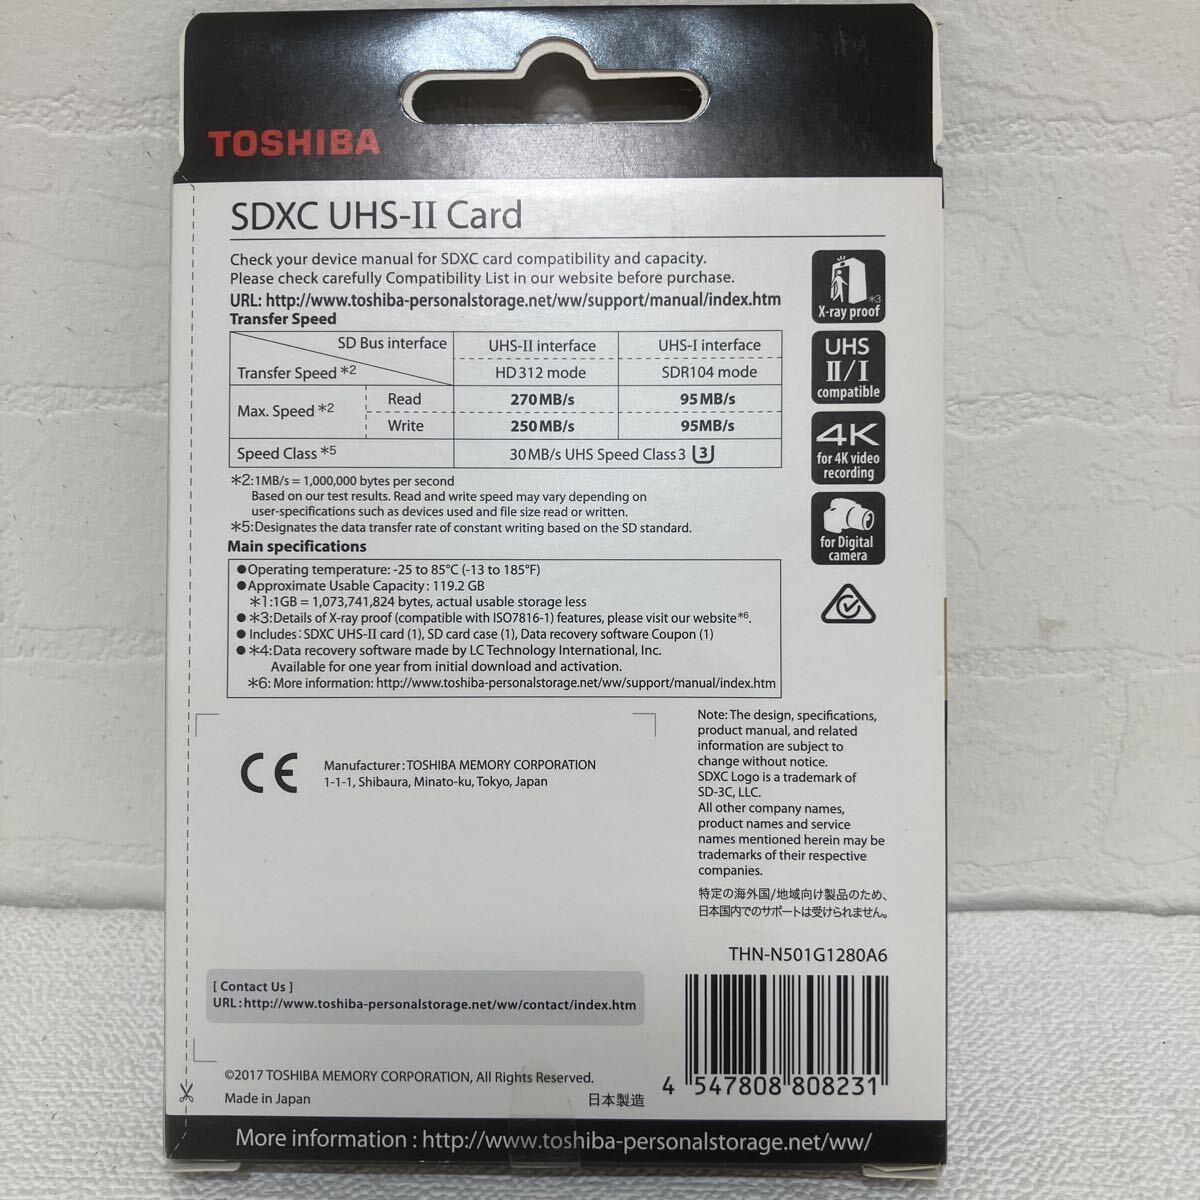 TOSHIBA
SDXC UHS-II Card
Check your device manual for SDXC card compatibility and capacity.
Please check carefully Compatibility List in our website before purchase.
URL: http://www.toshiba-personalstorage.net/ww/support/manual/index.htm
Transfer Speed
SD Bus interface
Transfer Speed *2
UHS-II interface
HD312 mode
UHS-I interface
SDR104 mode
Max. Speed *2
Read
270MB/s
95MB/s
Write
250MB/s
95MB/s
Speed Class *5
30MB/s UHS Speed Class3 3
*2:1MB/s = 1,000,000 bytes per second
Based on our test results. Read and write speed may vary depending on
user-specifications such as devices used and file size read or written.
*5:Designates the data transfer rate of constant writing based on the SD standard.
Main specifications
●Operating temperature: -25 to 85°C (-13 to 185°F)
●Approximate Usable Capacity: 119.2 GB
*1:1GB = 1,073,741,824 bytes, actual usable storage less
● *3:Details of X-ray proof (compatible with ISO7816-1) features, please visit our website*6.
● Includes: SDXC UHS-II card (1), SD card case (1), Data recovery software Coupon (1)
● *4:Data recovery software made by LC Technology International, Inc.
Available for one year from initial download and activation.
*6: More information: http://www.toshiba-personalstorage.net/ww/support/manual/index.htm
*3
X-ray proof
UHS
II/I
compatible
4K
for 4K video
recording
for Digital
camera
CE
Manufacturer: TOSHIBA MEMORY CORPORATION
1-1-1, Shibaura, Minato-ku, Tokyo, Japan
Note: The design, specifications,
product manual, and related
information are subject to
change without notice.
SDXC Logo is a trademark of
SD-3C, LLC.
All other company names,
product names and service
names mentioned herein may be
trademarks of their respective
companies.
特定の海外国/地域向け製品のため、
日本国内でのサポートは受けられません。
THN-N501G1280A6
[ Contact Us ]
URL: http://www.toshiba-personalstorage.net/ww/contact/index.htm
4 547808 808231
©2017 TOSHIBA MEMORY CORPORATION, All Rights Reserved.
Made in Japan
日本製造
More information : http://www.toshiba-personalstorage.net/ww/